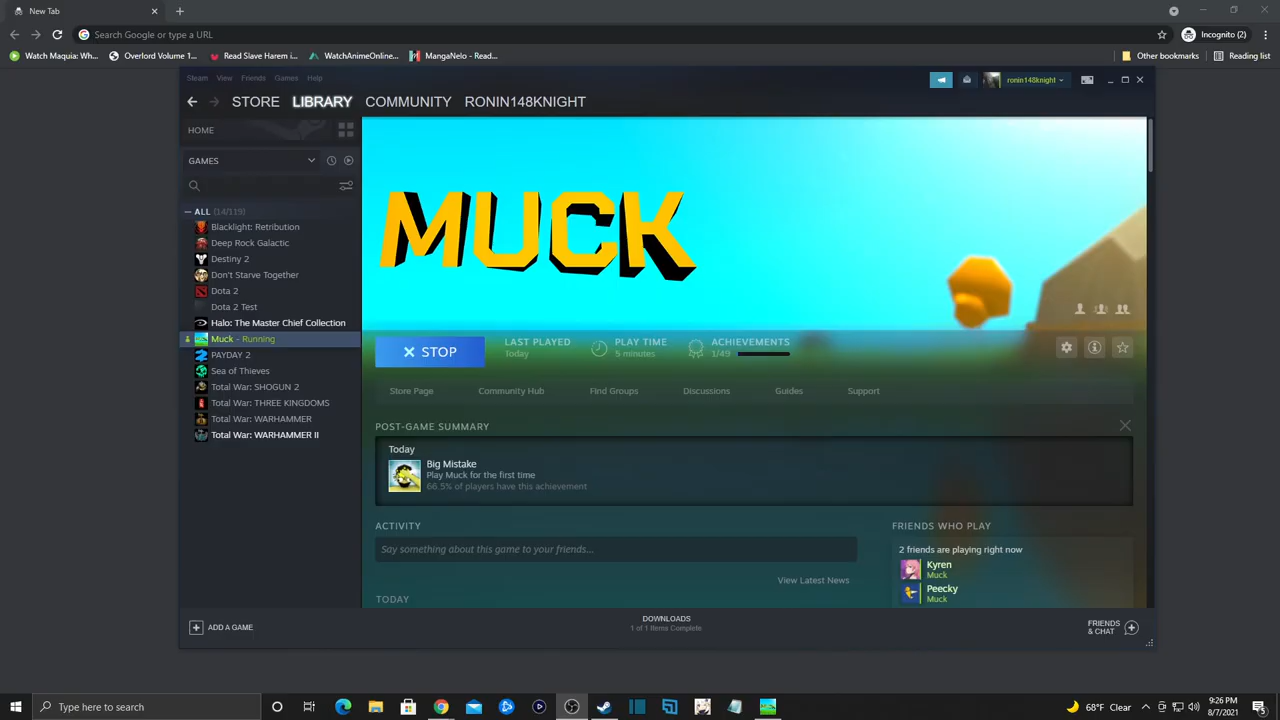 New Tab
Search Google or type a URL
Incognito (2)
Watch Maquia: When...
Overlord Volume 1...
Read Slave Harem i...
WatchAnimeOnline...
MangaNelo - Read...
Other bookmarks
Reading list
Steam View Friends Games Help
ronin148knight
STORE LIBRARY COMMUNITY RONIN148KNIGHT
HOME
GAMES
ALL (14/119)
Blacklight: Retribution
Deep Rock Galactic
Destiny 2
Don't Starve Together
Dota 2
Dota 2 Test
Halo: The Master Chief Collection
Muck - Running
PAYDAY 2
Sea of Thieves
Total War: SHOGUN 2
Total War: THREE KINGDOMS
Total War: WARHAMMER
Total War: WARHAMMER II
MUCK
STOP
LAST PLAYED
Today
PLAY TIME
5 minutes
ACHIEVEMENTS
1/49
Store Page Community Hub Find Groups Discussions Guides Support
POST-GAME SUMMARY
Today
Big Mistake
Play Muck for the first time
66.5% of players have this achievement
ACTIVITY
Say something about this game to your friends...
View Latest News
TODAY
FRIENDS WHO PLAY
2 friends are playing right now
Kyren
Muck
Peecky
Muck
ADD A GAME
DOWNLOADS
1 of 1 Items Complete
FRIENDS
& CHAT
Type here to search
68°F Clear
9:26 PM
8/7/2021